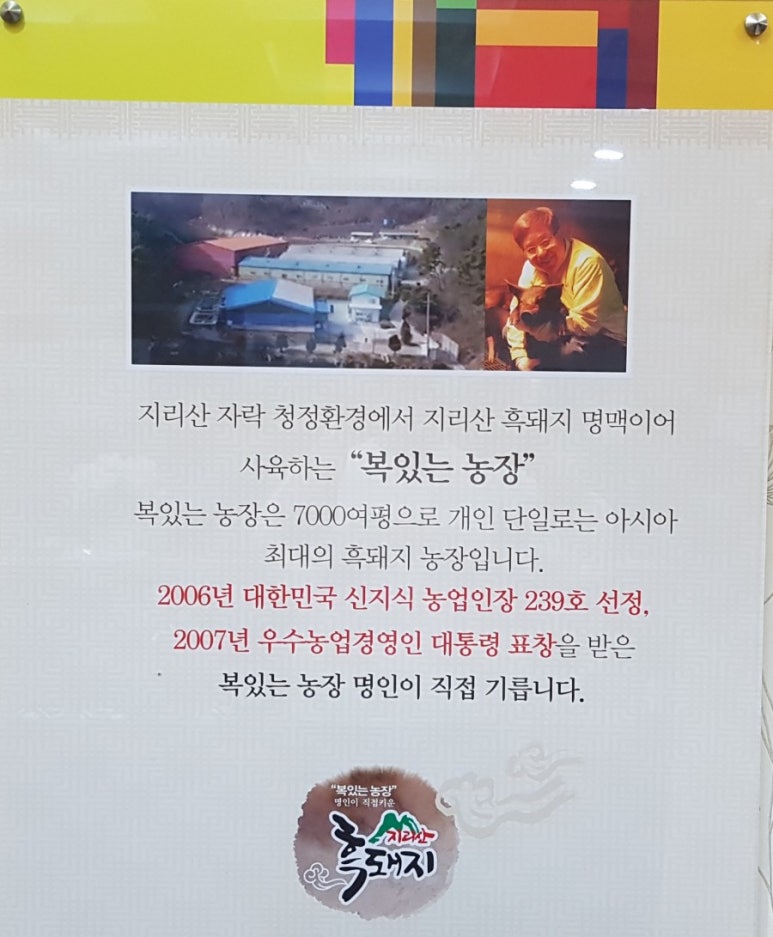 지리산 자락 청정환경에서 지리산 흑돼지 명맥이어
사육하는 “복있는 농장”
복있는 농장은 7000여평으로 개인 단일로는 아시아
최대의 흑돼지 농장입니다.
2006년 대한민국 신지식 농업인장 239호 선정,
2007년 우수농업경영인 대통령 표창을 받은
복있는 농장 명인이 직접 기릅니다.
“복있는 농장”
명인이 직접키운
지리산
흑돼지